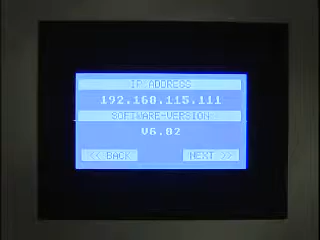 IP ADDRESS
192.160.115.111
SOFTWARE-VERSION:
V6.02
<< BACK
NEXT >>